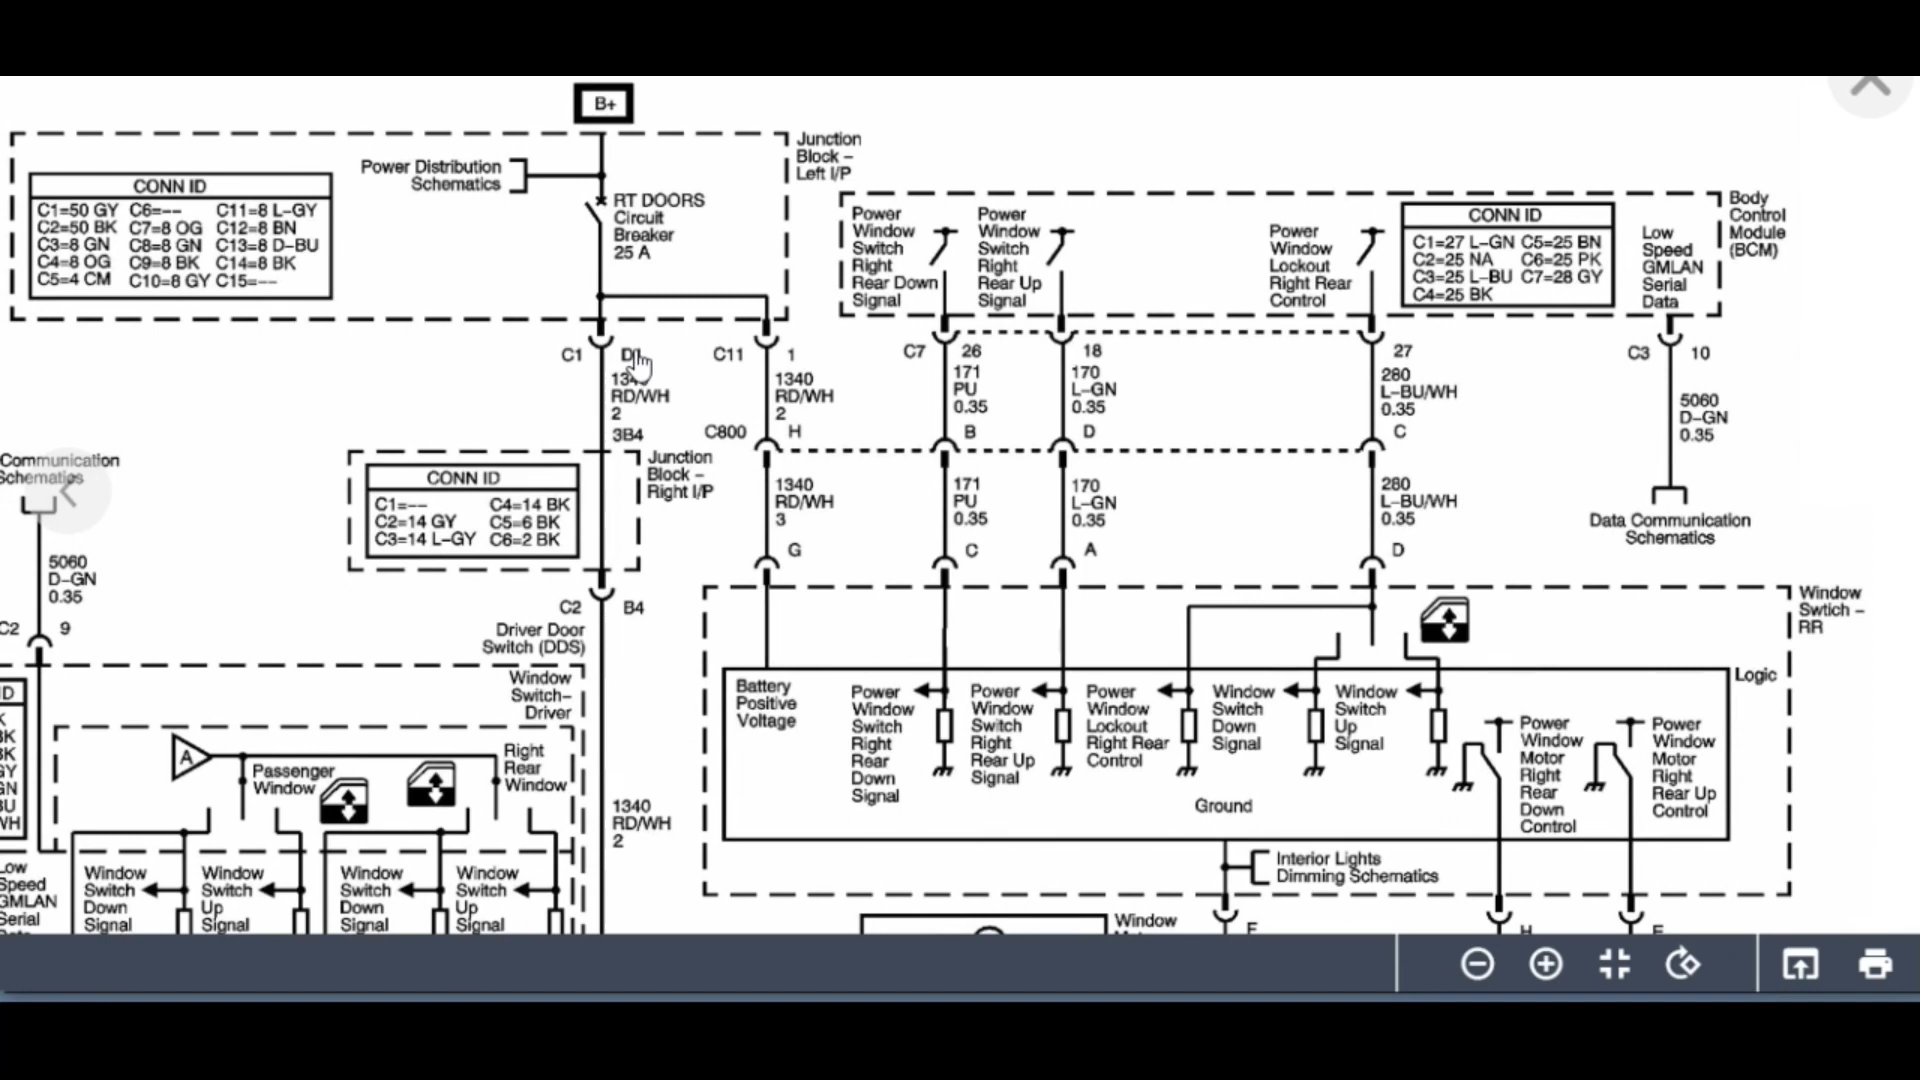 B+
Junction
Block –
Left I/P
Power Distribution
Schematics
CONN ID
C1=50 GY C6=-- C11=8 L-GY
C2=50 BK C7=8 OG C12=8 BN
C3=8 GN C8=8 GN C13=8 D-BU
C4=8 OG C9=8 BK C14=8 BK
C5=4 CM C10=8 GY C15=--
RT DOORS
Circuit
Breaker
25 A
Body
Control
Module
(BCM)
Power
Window
Switch
Right
Rear Down
Signal
Power
Window
Switch
Right
Rear Up
Signal
Power
Window
Lockout
Right Rear
Control
CONN ID
C1=27 L-GN C5=25 BN
C2=25 NA C6=25 PK
C3=25 L-BU C7=28 GY
C4=25 BK
Low
Speed
GMLAN
Serial
Data
C1
C11 1
C7 26
18
27
C3 10
RD/WH
2
3B4
1340
RD/WH
2
171
PU
0.35
170
L-GN
0.35
280
L-BU/WH
0.35
5060
D-GN
0.35
C800 H
B
D
C
Communication
Schematics
Junction
Block –
Right I/P
CONN ID
C1=-- C4=14 BK
C2=14 GY C5=6 BK
C3=14 L-GY C6=2 BK
1340
RD/WH
3
171
PU
0.35
170
L-GN
0.35
280
L-BU/WH
0.35
Data Communication
Schematics
G
C
A
D
5060
D-GN
0.35
C2 9
C2 B4
Driver Door
Switch (DDS)
Window
Switch–
Driver
Window
Swtich –
RR
Logic
Battery
Positive
Voltage
Power
Window
Switch
Right
Rear
Down
Signal
Power
Window
Switch
Right
Rear Up
Signal
Power
Window
Lockout
Right Rear
Control
Window
Switch
Down
Signal
Window
Switch
Up
Signal
Power
Window
Motor
Right
Rear
Down
Control
Power
Window
Motor
Right
Rear Up
Control
Ground
A
Passenger
Window
Right
Rear
Window
1340
RD/WH
2
Interior Lights
Dimming Schematics
Low
Speed
GMLAN
Serial
Window
Switch
Down
Signal
Window
Switch
Up
Signal
Window
Switch
Down
Signal
Window
Switch
Up
Signal
Window